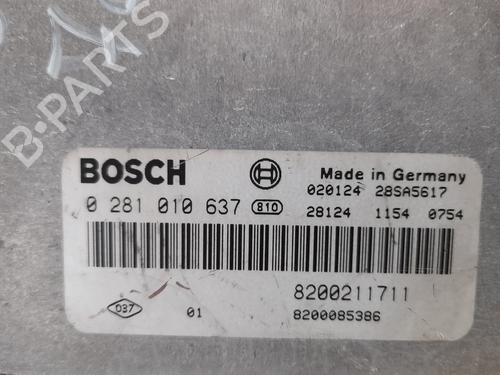 B-PARTS
BOSCH
Made in Germany
020124 28SA5617
0 281 010 637 810
28124 1154 0754
8200211711
037 01 8200085386